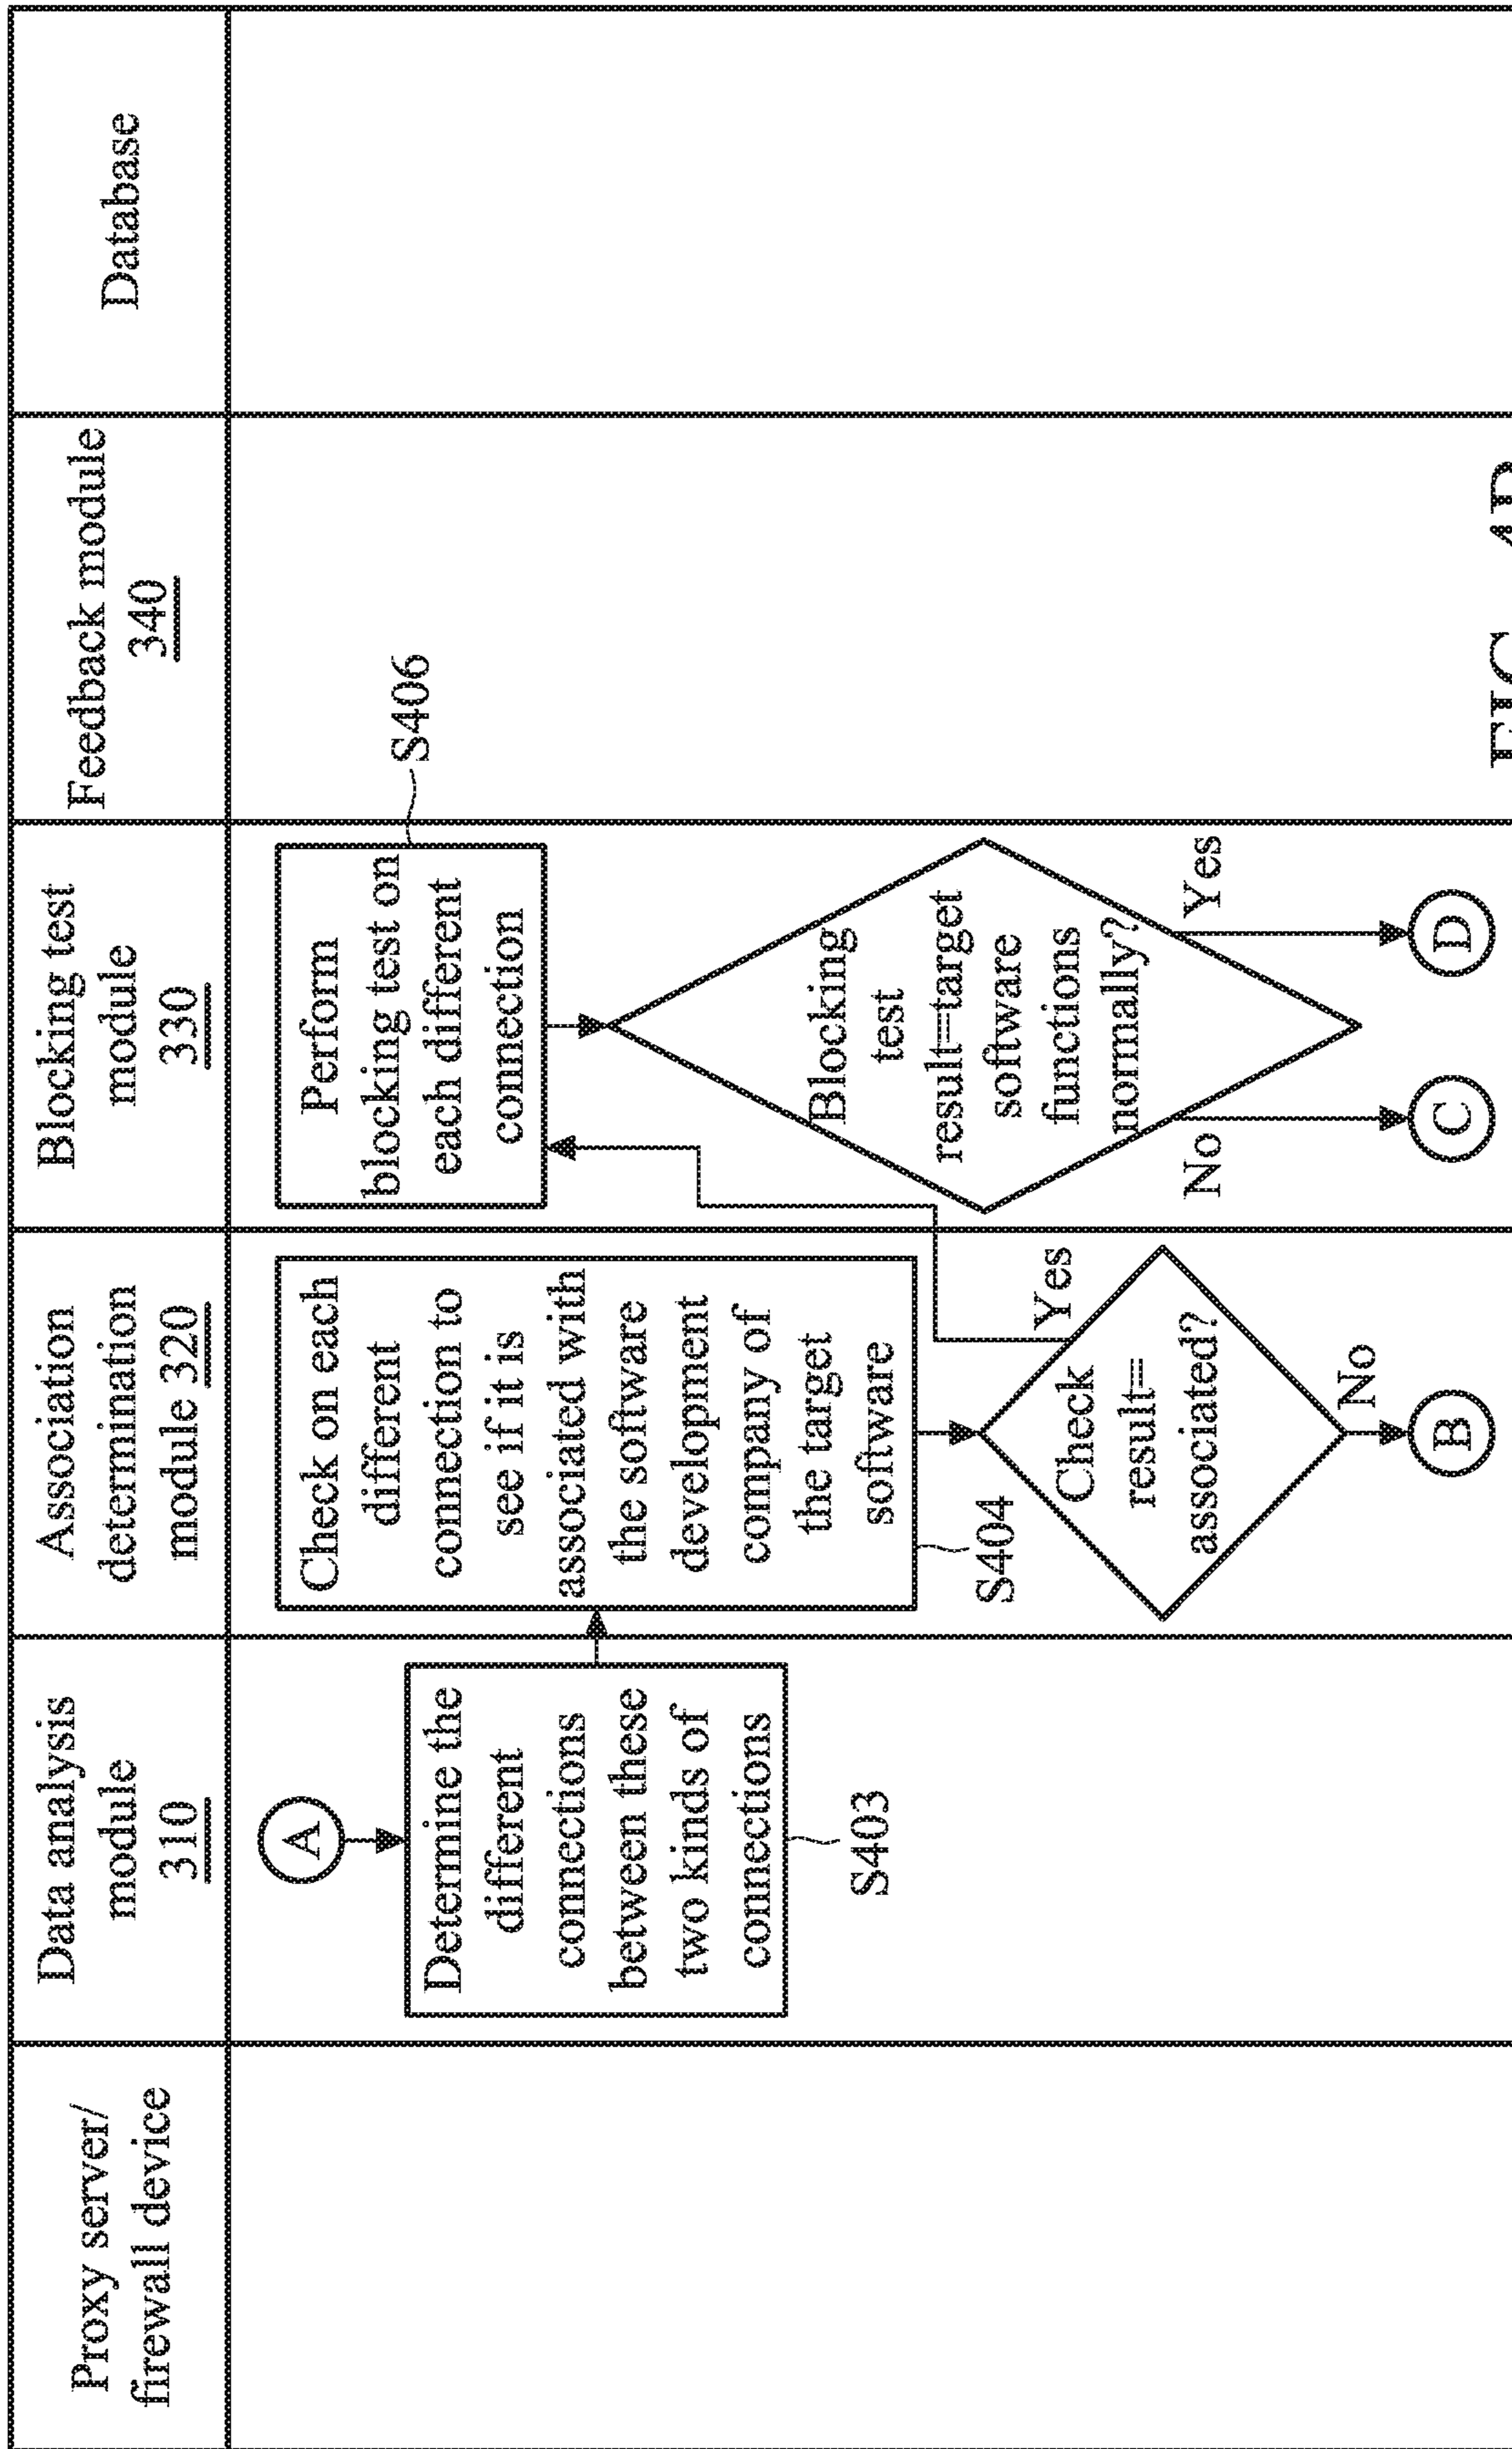 Proxy server/
firewall device
Data analysis
module
310
Association
determination
module 320
Blocking test
module
330
Feedback module
340
Database
A
Determine the
different
connections
between these
two kinds of
connections
S403
Check on each
different
connection to
see if it is
associated with
the software
development
company of
the target
software
S404
Check
result=
associated?
Yes
No
B
Perform
blocking test on
each different
connection
S406
Blocking
test
result=target
software
functions
normally?
No
Yes
C
D